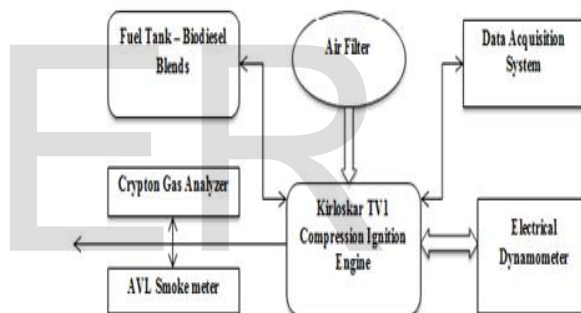 Fuel Tank – Biodiesel
Blends
Air Filter
Data Acquisition
System
Crypton Gas Analyzer
Kirloskar TV1
Compression Ignition
Engine
Electrical
Dynamometer
AVL Smoke meter
ER